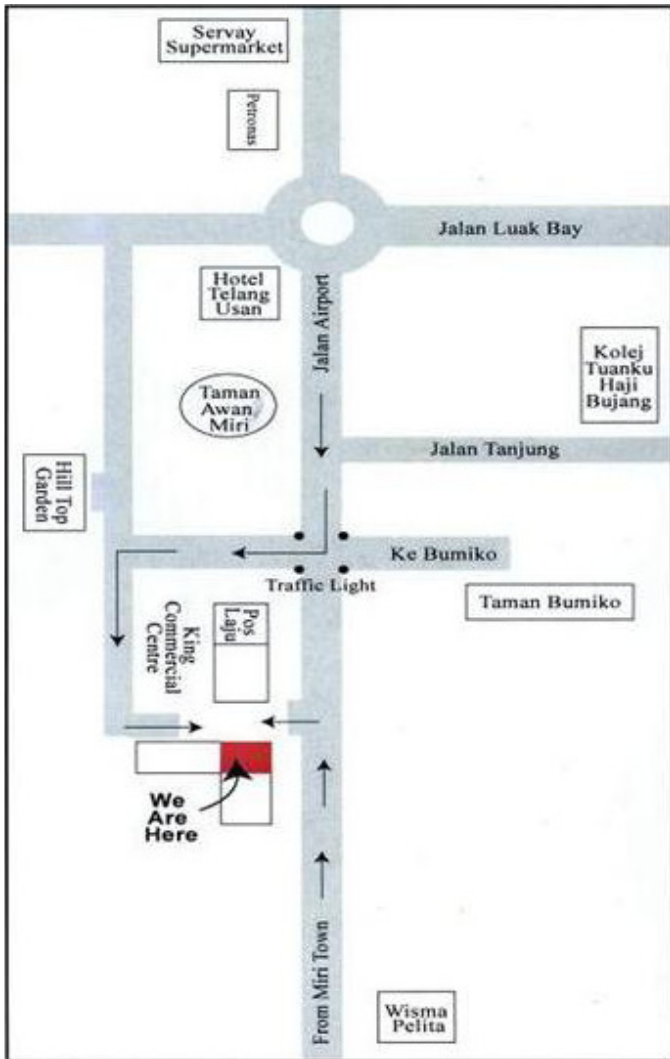 Servay
Supermarket
Petronas
Jalan Luak Bay
Hotel
Telang
Usan
Jalan Airport
Kolej
Tuanku
Haji
Bujang
Taman
Awan
Miri
Jalan Tanjung
Hill Top
Garden
Ke Bumiko
Traffic Light
Taman Bumiko
King
Commercial
Centre
Pos
Laju
We
Are
Here
From Miri Town
Wisma
Pelita